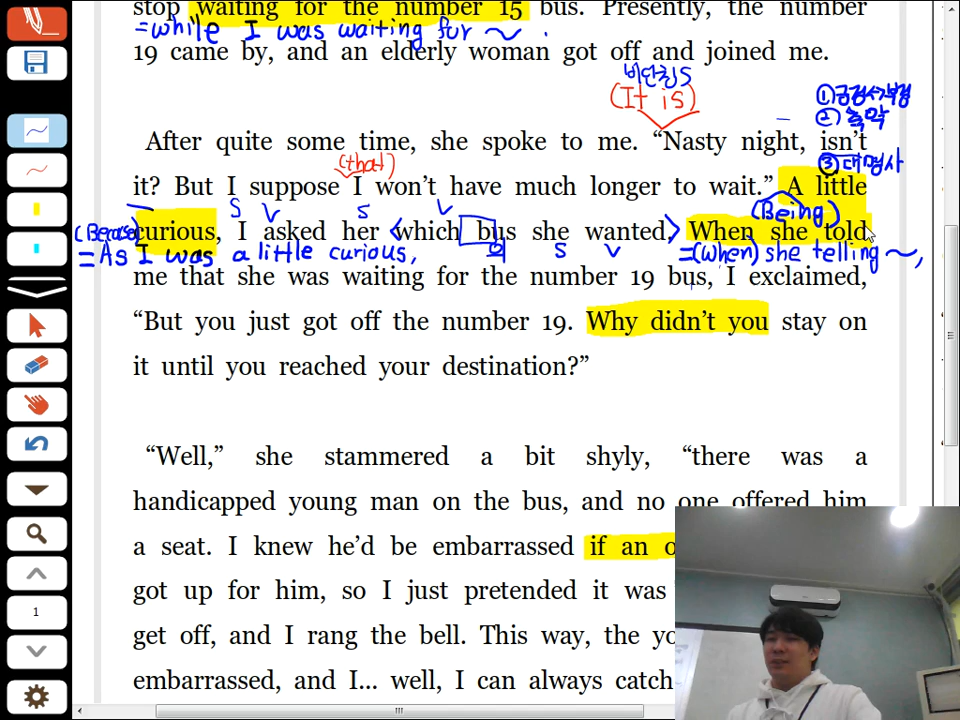 stop waiting for the number 15 bus. Presently, the number
=while I was waiting for ~ .
19 came by, and an elderly woman got off and joined me.
비인칭S
(It is)
①긍정사부정
②축약
③대명사
After quite some time, she spoke to me. “Nasty night, isn’t
(that)
it? But I suppose I won’t have much longer to wait.” A little
S V S V
(Being)
(Because)
curious, I asked her <which bus she wanted.> When she told
=As I was a little curious, 의 S V =(when) she telling ~,
me that she was waiting for the number 19 bus, I exclaimed,
“But you just got off the number 19. Why didn’t you stay on
it until you reached your destination?”
“Well,” she stammered a bit shyly, “there was a
handicapped young man on the bus, and no one offered him
a seat. I knew he’d be embarrassed if an
got up for him, so I just pretended it was
get off, and I rang the bell. This way, the
embarrassed, and I... well, I can always catch
1